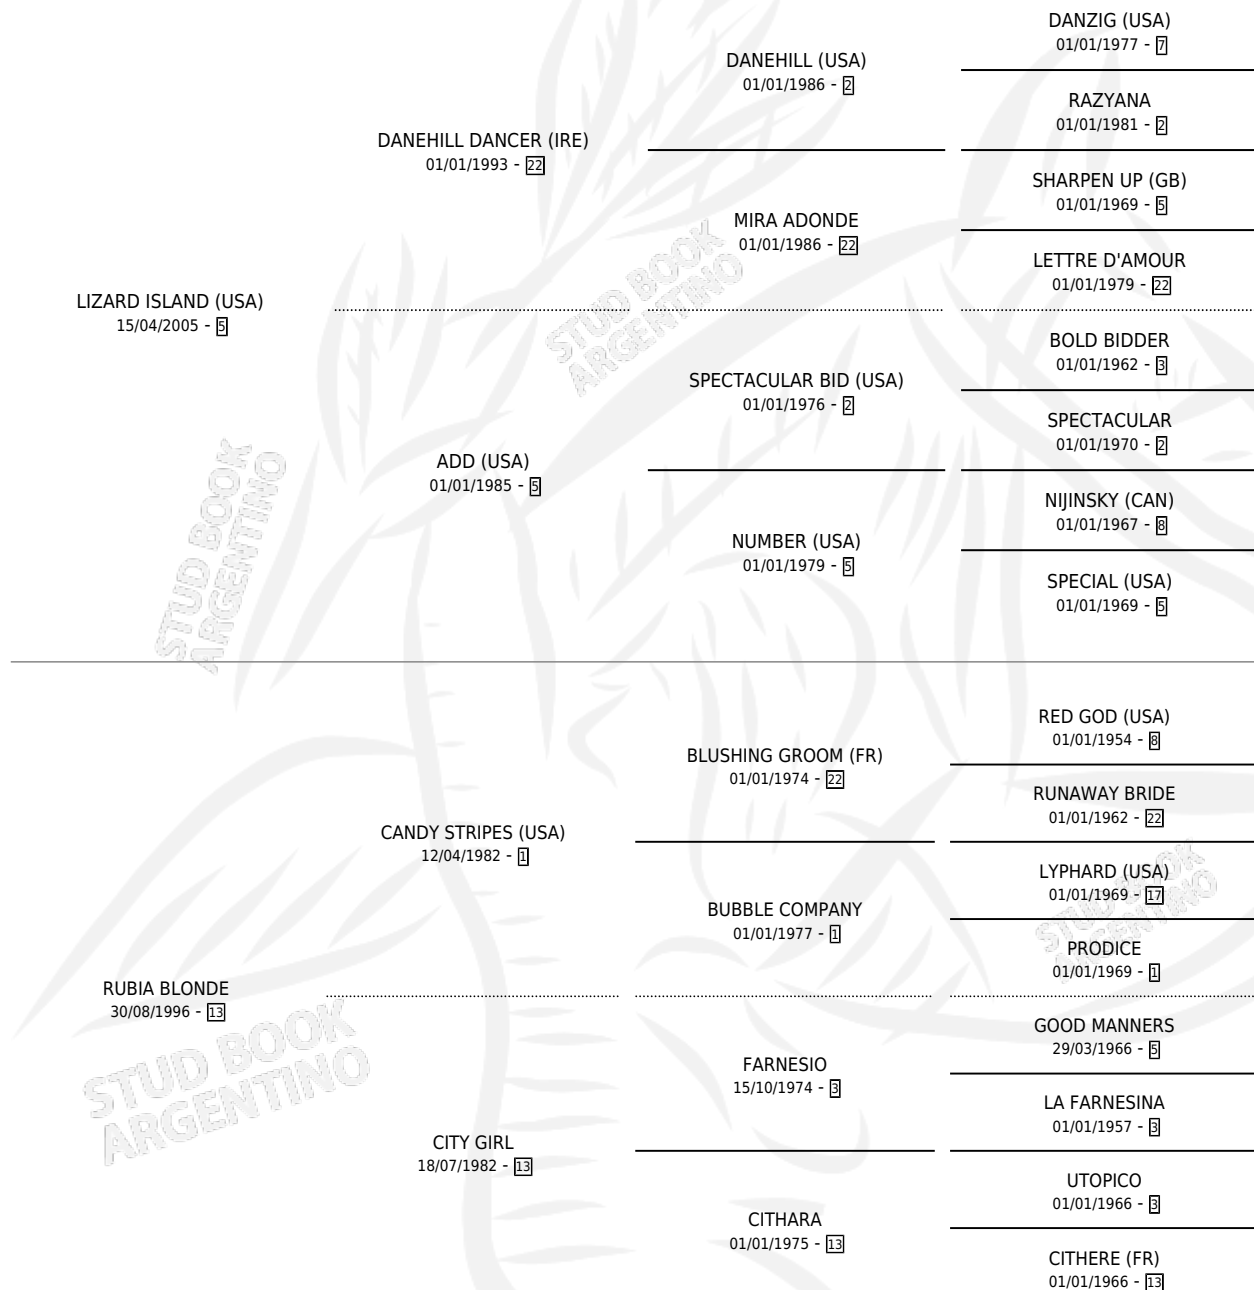 DANZIG (USA)
01/01/1977 - 7
DANEHILL (USA)
01/01/1986 - 2
RAZYANA
01/01/1981 - 2
DANEHILL DANCER (IRE)
01/01/1993 - 22
SHARPEN UP (GB)
01/01/1969 - 5
MIRA ADONDE
01/01/1986 - 22
LETTRE D'AMOUR
01/01/1979 - 22
LIZARD ISLAND (USA)
15/04/2005 - 5
BOLD BIDDER
01/01/1962 - 3
SPECTACULAR BID (USA)
01/01/1976 - 2
SPECTACULAR
01/01/1970 - 2
ADD (USA)
01/01/1985 - 5
NIJINSKY (CAN)
01/01/1967 - 8
NUMBER (USA)
01/01/1979 - 5
SPECIAL (USA)
01/01/1969 - 5
RED GOD (USA)
01/01/1954 - 8
BLUSHING GROOM (FR)
01/01/1974 - 22
RUNAWAY BRIDE
01/01/1962 - 22
CANDY STRIPES (USA)
12/04/1982 - 1
LYPHARD (USA)
01/01/1969 - 17
BUBBLE COMPANY
01/01/1977 - 1
PRODICE
01/01/1969 - 1
RUBIA BLONDE
30/08/1996 - 13
GOOD MANNERS
29/03/1966 - 5
FARNESIO
15/10/1974 - 3
LA FARNESINA
01/01/1957 - 3
CITY GIRL
18/07/1982 - 13
UTOPICO
01/01/1966 - 3
CITHARA
01/01/1975 - 13
CITHERE (FR)
01/01/1966 - 13
STUD BOOK
ARGENTINO
STUD BOOK
ARGENTINO
STUD BOOK
ARGENTINO
STUD BOOK
ARGENTINO